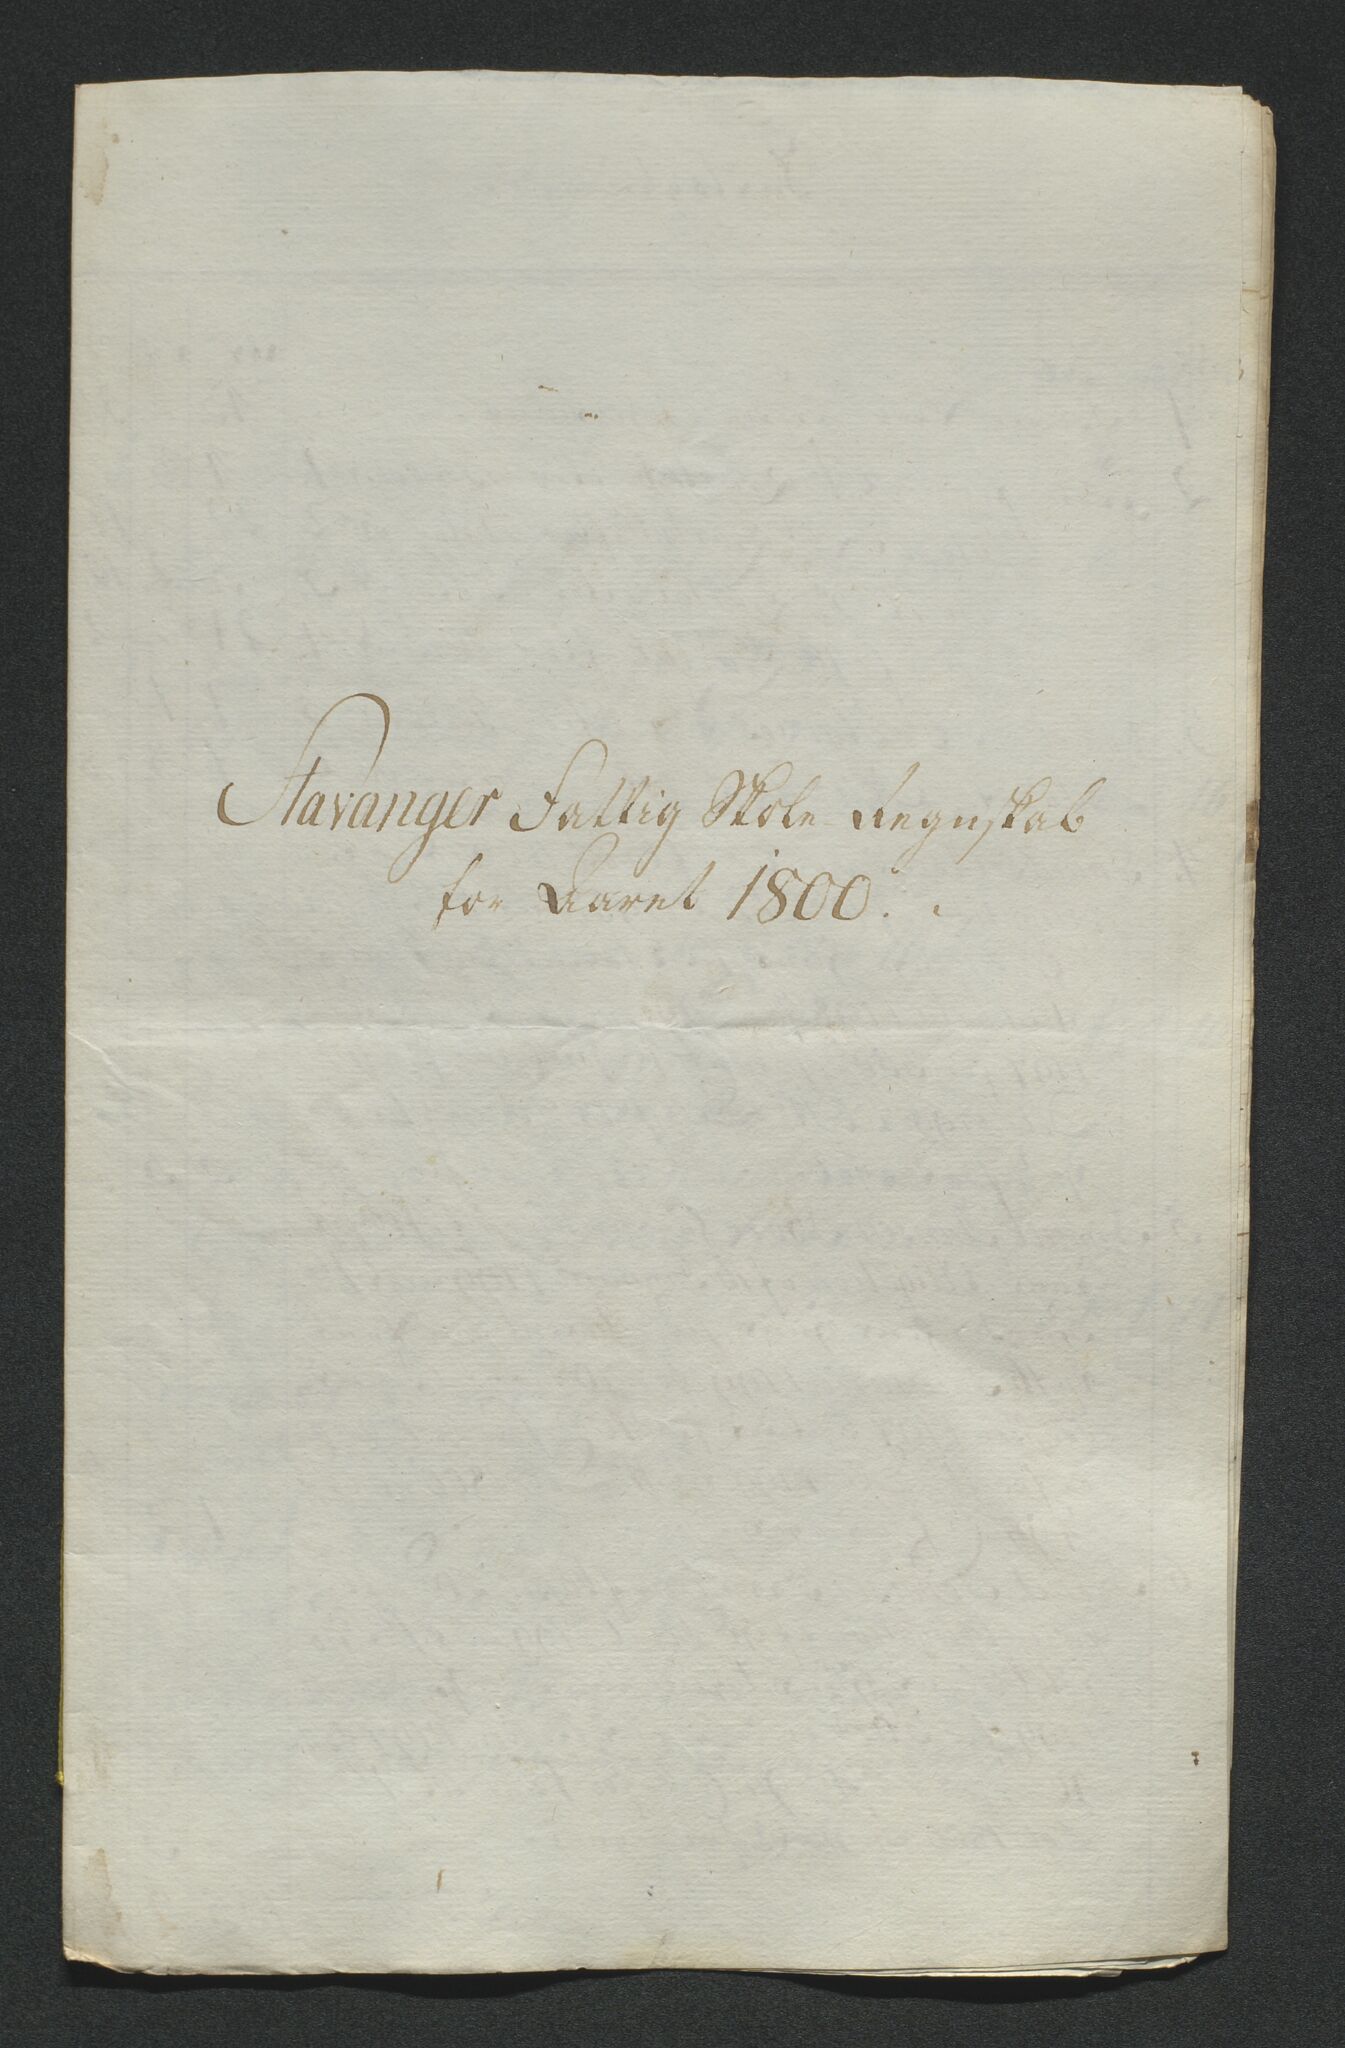 Stavanger Fattig Skole Regnskab
for Aaret 1800.